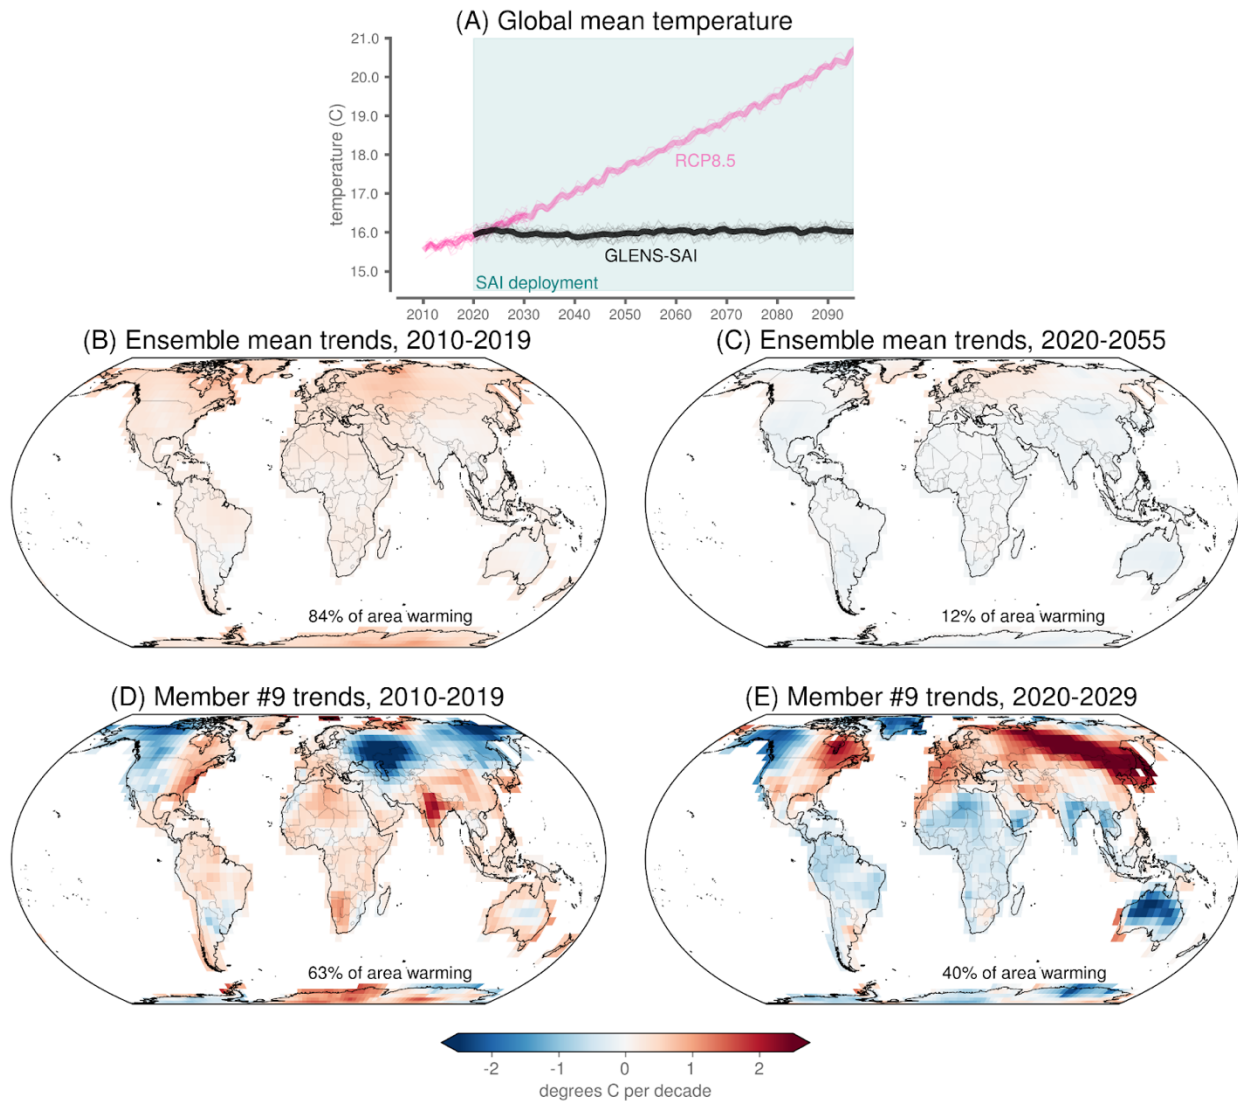 (A) Global mean temperature
21.0
20.0
19.0
18.0
17.0
16.0
15.0
temperature (C)
RCP8.5
GLENS-SAI
SAI deployment
2010 2020 2030 2040 2050 2060 2070 2080 2090
(B) Ensemble mean trends, 2010-2019
84% of area warming
(C) Ensemble mean trends, 2020-2055
12% of area warming
(D) Member #9 trends, 2010-2019
63% of area warming
(E) Member #9 trends, 2020-2029
40% of area warming
-2 -1 0 1 2
degrees C per decade